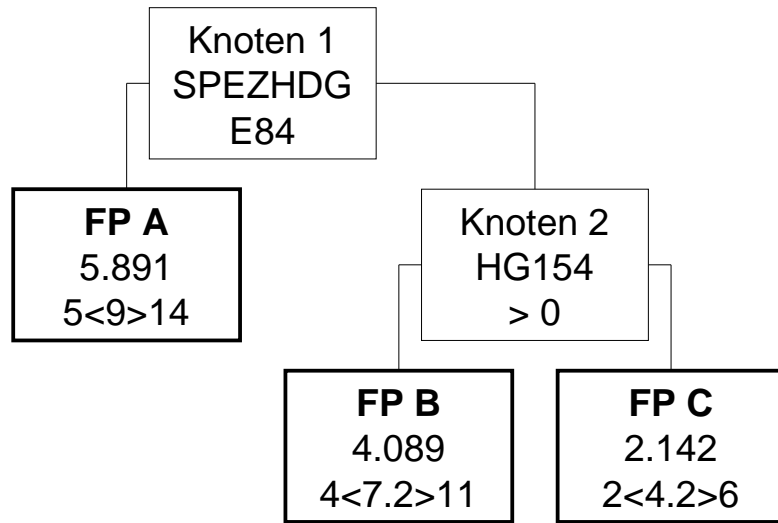 Knoten 1
SPEZHDG
E84
FP A
5.891
5<9>14
Knoten 2
HG154
> 0
FP B
4.089
4<7.2>11
FP C
2.142
2<4.2>6